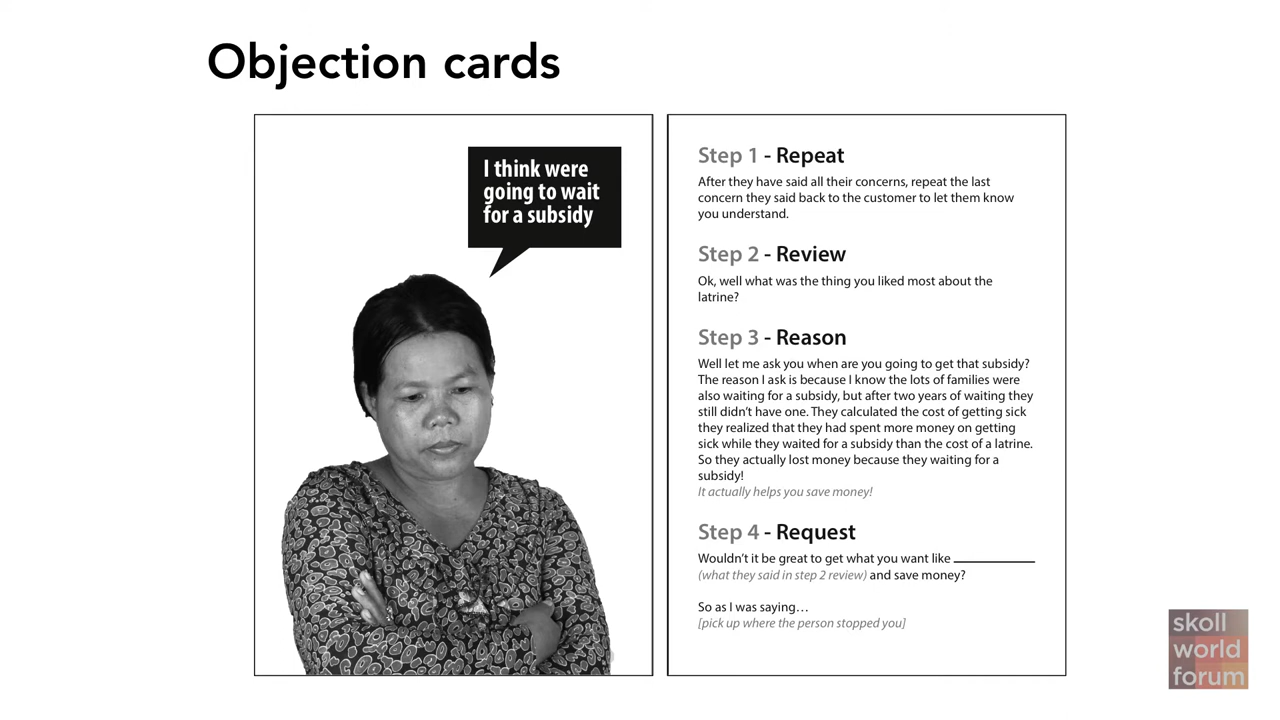 Objection cards
I think were
going to wait
for a subsidy
Step 1 - Repeat
After they have said all their concerns, repeat the last
concern they said back to the customer to let them know
you understand.
Step 2 - Review
Ok, well what was the thing you liked most about the
latrine?
Step 3 - Reason
Well let me ask you when are you going to get that subsidy?
The reason I ask is because I know the lots of families were
also waiting for a subsidy, but after two years of waiting they
still didn't have one. They calculated the cost of getting sick
they realized that they had spent more money on getting
sick while they waited for a subsidy than the cost of a latrine.
So they actually lost money because they waiting for a
subsidy!
It actually helps you save money!
Step 4 - Request
Wouldn't it be great to get what you want like ____________
(what they said in step 2 review) and save money?
So as I was saying…
[pick up where the person stopped you]
skoll
world
forum